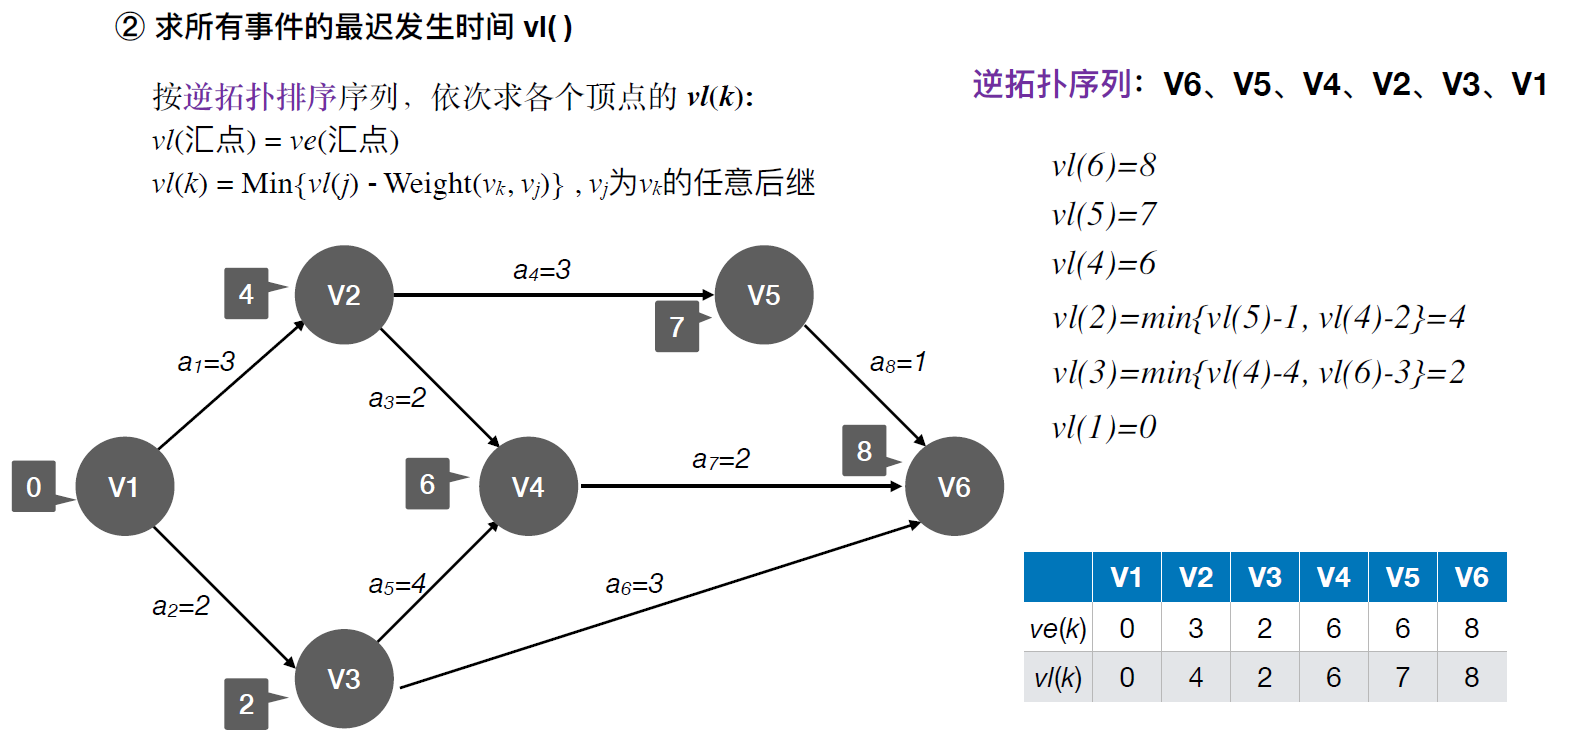 ② 求所有事件的最迟发生时间 vl( )
按逆拓扑排序序列，依次求各个顶点的 vl(k):
vl(汇点) = ve(汇点)
vl(k) = Min{vl(j) - Weight(vk, vj)} , vj为vk的任意后继
逆拓扑序列：V6、V5、V4、V2、V3、V1
vl(6)=8
vl(5)=7
vl(4)=6
vl(2)=min{vl(5)-1, vl(4)-2}=4
vl(3)=min{vl(4)-4, vl(6)-3}=2
vl(1)=0
4
V2
a4=3
V5
7
a1=3
a3=2
a8=1
0
V1
6
V4
a7=2
8
V6
a2=2
a5=4
a6=3
2
V3
V1 V2 V3 V4 V5 V6
ve(k) 0 3 2 6 6 8
vl(k) 0 4 2 6 7 8